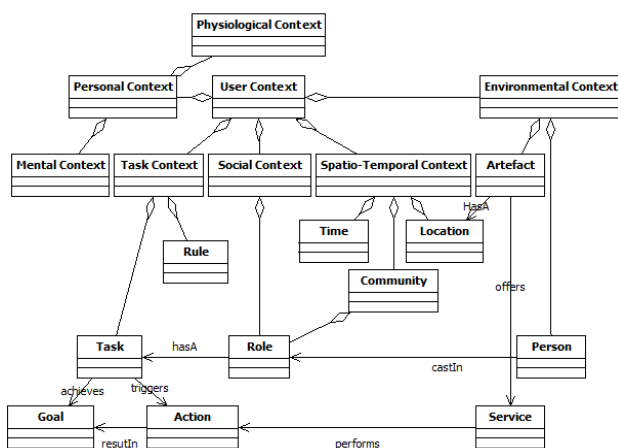 Physiological Context
Personal Context
User Context
Environmental Context
Mental Context
Task Context
Social Context
Spatio-Temporal Context
Artefact
HasA
Time
Location
Rule
Community
offers
Task
hasA
Role
Person
castIn
achieves
triggers
Goal
Action
Service
resutIn
performs